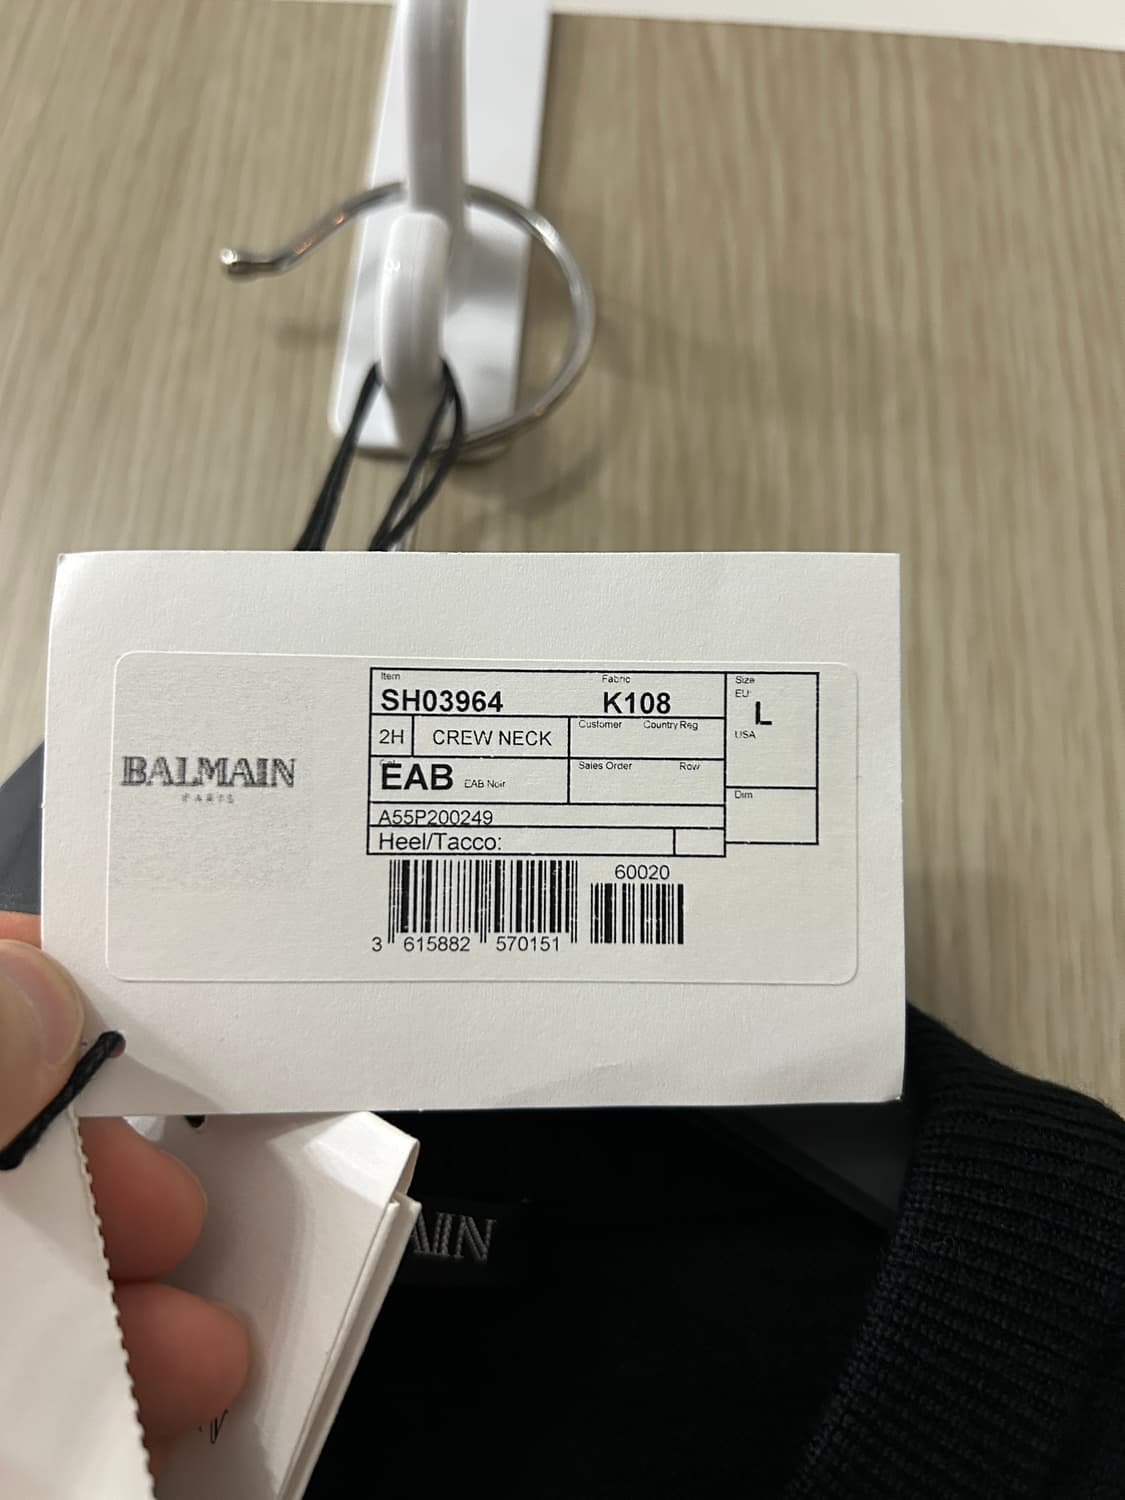 BALMAIN
PARIS
Item
SH03964
Fabric
K108
Size
EU
L
USA
2H
CREW NECK
Customer Country Reg
EAB
EAB Noir
Sales Order Row
Dim
A55P200249
Heel/Tacco:
60020
3 615882 570151
AIN